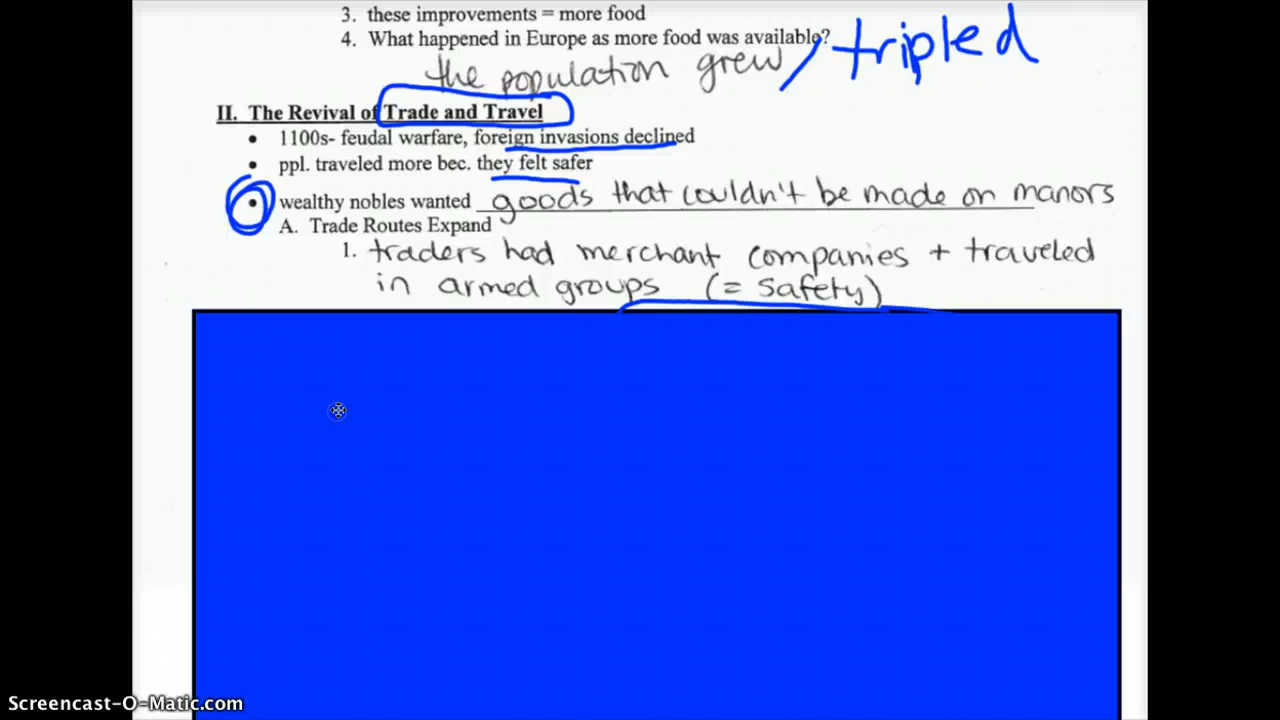 3. these improvements = more food
4. What happened in Europe as more food was available?
the population grew / tripled
II. The Revival of Trade and Travel
• 1100s- feudal warfare, foreign invasions declined
• ppl. traveled more bec. they felt safer
• wealthy nobles wanted goods that couldn't be made on manors
A. Trade Routes Expand
1. traders had merchant companies + traveled
in armed groups (= safety)
Screencast-O-Matic.com